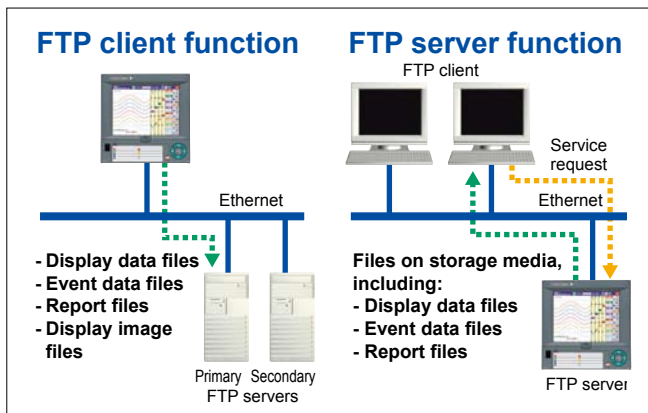 FTP client function
Ethernet
- Display data files
- Event data files
- Report files
- Display image
files
Primary Secondary
FTP servers
FTP server function
FTP client
Service
request
Ethernet
Files on storage media,
including:
- Display data files
- Event data files
- Report files
FTP server